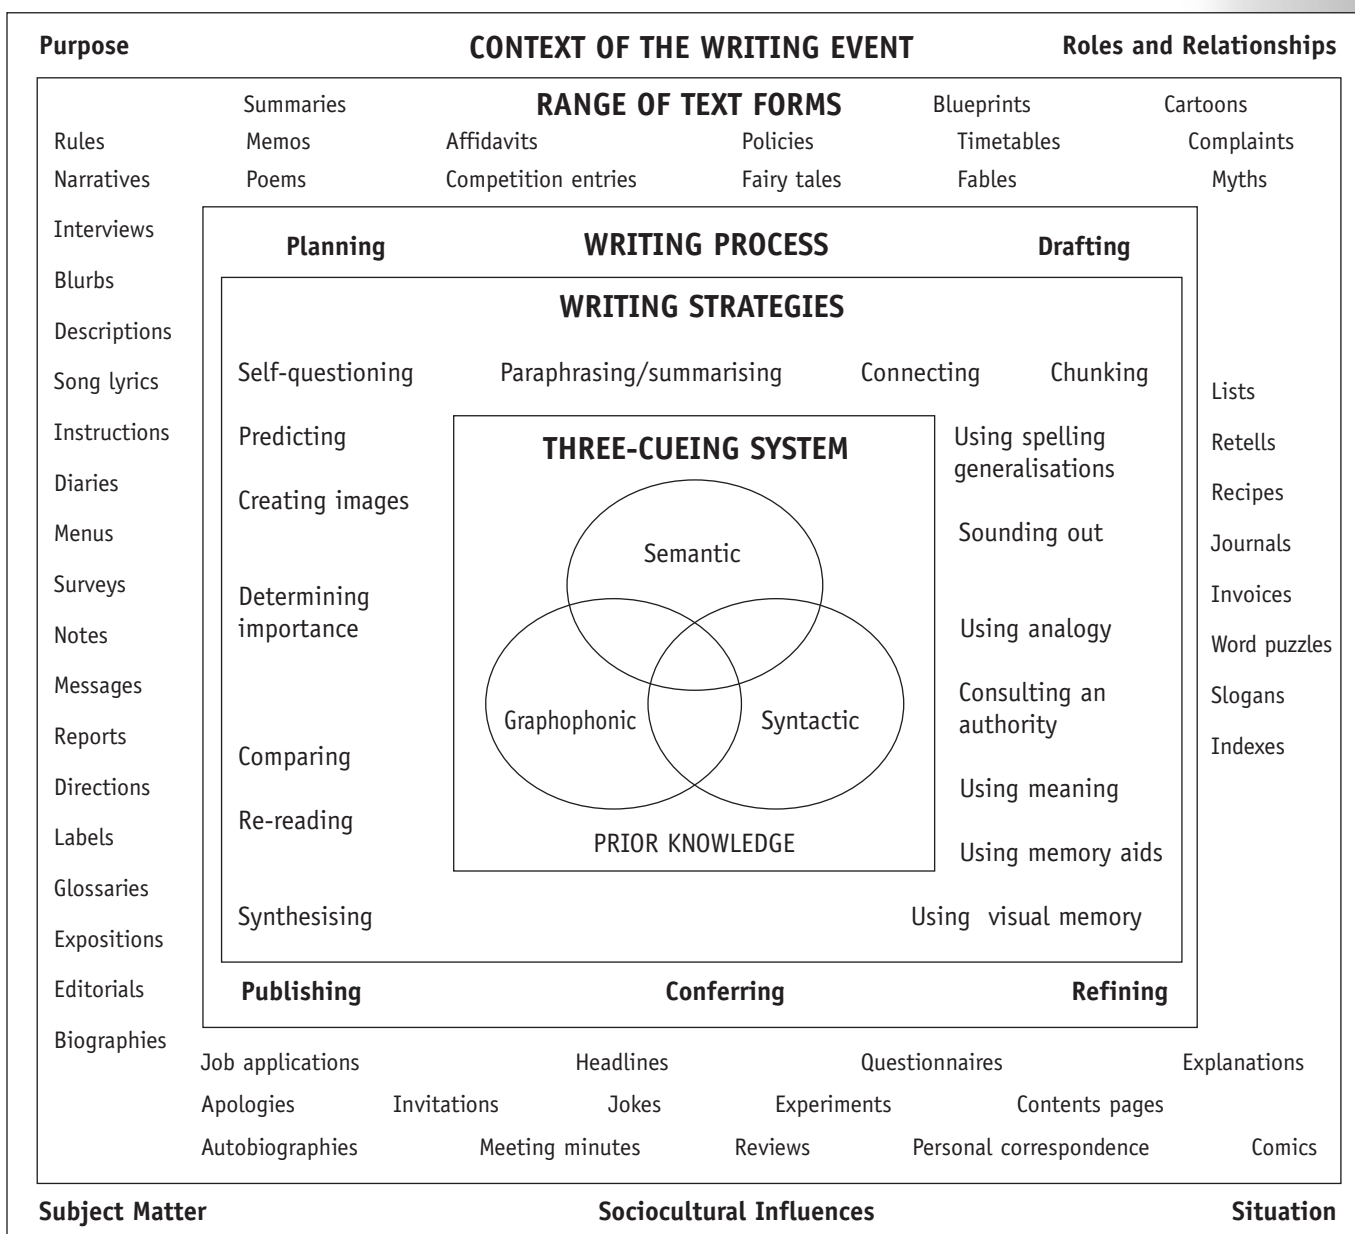 Purpose CONTEXT OF THE WRITING EVENT Roles and Relationships
Summaries RANGE OF TEXT FORMS Blueprints Cartoons
Rules Memos Affidavits Policies Timetables Complaints
Narratives Poems Competition entries Fairy tales Fables Myths
Interviews
Blurbs
Descriptions
Song lyrics
Instructions
Diaries
Menus
Surveys
Notes
Messages
Reports
Directions
Labels
Glossaries
Expositions
Editorials
Biographies
Planning WRITING PROCESS Drafting
WRITING STRATEGIES
Self-questioning Paraphrasing/summarising Connecting Chunking
Predicting
Creating images
Determining
importance
Comparing
Re-reading
Synthesising
THREE-CUEING SYSTEM
Semantic
Graphophonic Syntactic
PRIOR KNOWLEDGE
Using spelling
generalisations
Sounding out
Using analogy
Consulting an
authority
Using meaning
Using memory aids
Using visual memory
Publishing Conferring Refining
Lists
Retells
Recipes
Journals
Invoices
Word puzzles
Slogans
Indexes
Job applications Headlines Questionnaires Explanations
Apologies Invitations Jokes Experiments Contents pages
Autobiographies Meeting minutes Reviews Personal correspondence Comics
Subject Matter Sociocultural Influences Situation